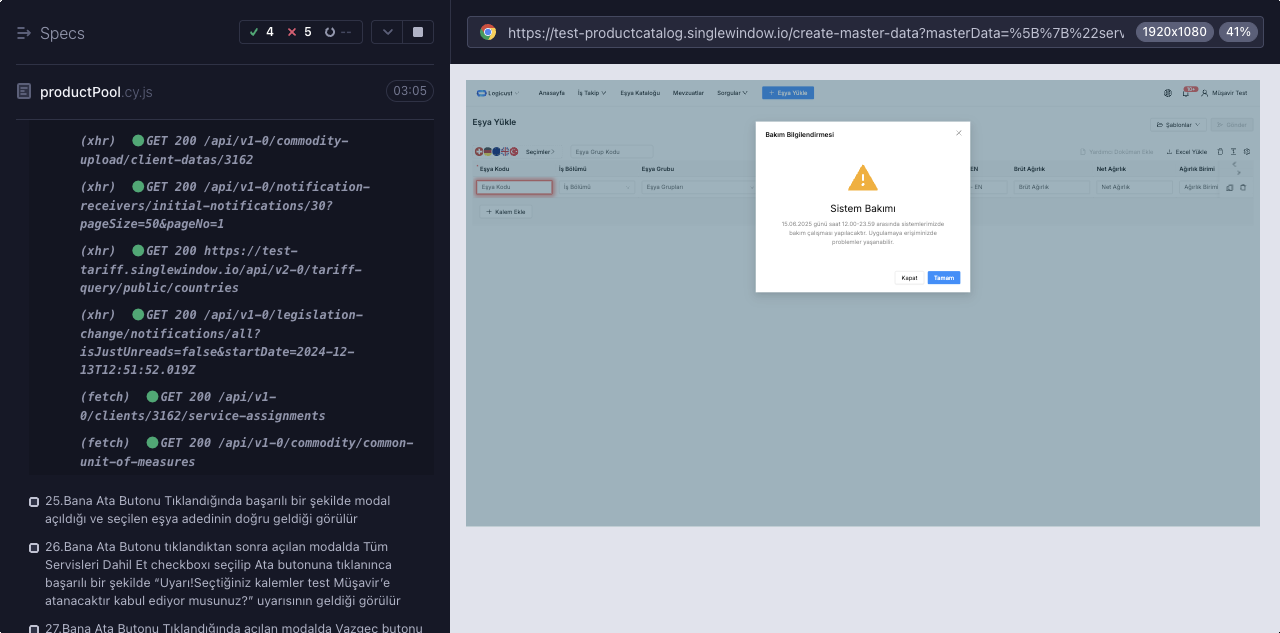 Specs
4 5 --
productPool.cy.js
03:05
(xhr) GET 200 /api/v1-0/commodity-
upload/client-datas/3162
(xhr) GET 200 /api/v1-0/notification-
receivers/initial-notifications/30?
pageSize=50&pageNo=1
(xhr) GET 200 https://test-
tariff.singlewindow.io/api/v2-0/tariff-
query/public/countries
(xhr) GET 200 /api/v1-0/legislation-
change/notifications/all?
isJustUnreads=false&startDate=2024-12-
13T12:51:52.019Z
(fetch) GET 200 /api/v1-
0/clients/3162/service-assignments
(fetch) GET 200 /api/v1-0/commodity/common-
unit-of-measures
25.Bana Ata Butonu Tıklandığında başarılı bir şekilde modal
açıldığı ve seçilen eşya adedinin doğru geldiği görülür
26.Bana Ata Butonu tıklandıktan sonra açılan modalda Tüm
Servisleri Dahil Et checkboxı seçilip Ata butonuna tıklanınca
başarılı bir şekilde “Uyarı!Seçtiğiniz kalemler test Müşavir’e
atanacaktır kabul ediyor musunuz?” uyarısının geldiği görülür
27.Bana Ata Butonu Tıklandığında açılan modalda Vazgeç butonu
https://test-productcatalog.singlewindow.io/create-master-data?masterData=%5B%7B%22serv
1920x1080
41%
Logicust
Anasayfa
İş Takip
Eşya Kataloğu
Mevzuatlar
Sorgular
+ Eşya Yükle
Müşavir Test
Eşya Yükle
Şablonlar
Gönder
Seçimler
Eşya Grup Kodu
Excel Yükle
Eşya Kodu
İş Bölümü
Eşya Grubu
EN
Brüt Ağırlık
Net Ağırlık
Ağırlık Birimi
Eşya Kodu
İş Bölümü
Eşya Grupları
- EN
Brüt Ağırlık
Net Ağırlık
Ağırlık Birimi
+ Kalem Ekle
Bakım Bilgilendirmesi
Sistem Bakımı
15.06.2025 günü saat 12.00-23.59 arasında sistemlerimizde
bakım çalışması yapılacaktır. Uygulamaya erişiminizde
problemler yaşanabilir.
Kapat
Tamam